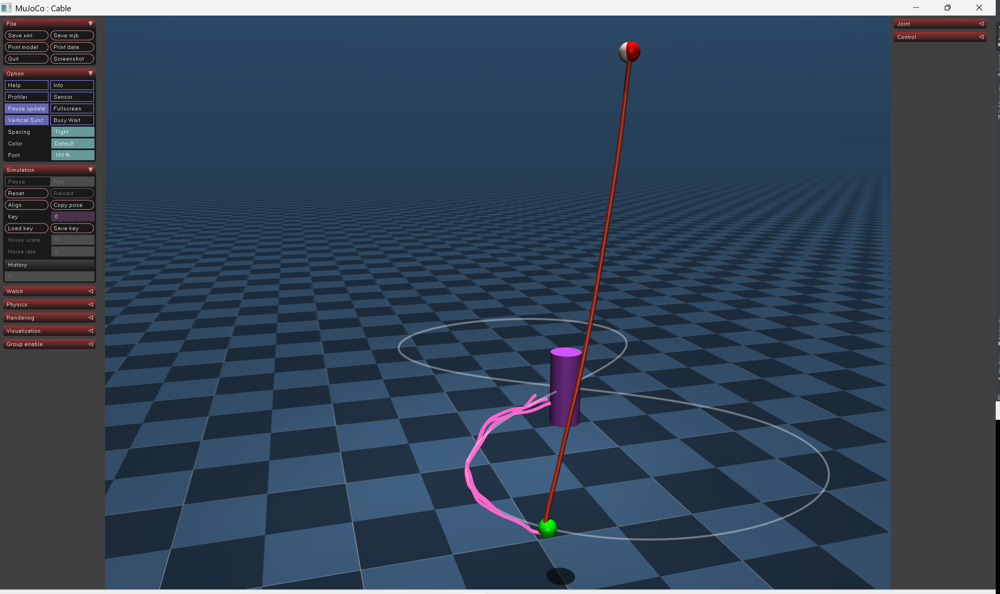 MuJoCo : Cable
File
Save xml Save mjb
Print model Print data
Quit Screenshot
Option
Help Info
Profiler Sensor
Pause update Fullscreen
Vertical Sync Busy Wait
Spacing Tight
Color Default
Font 100 %
Simulation
Pause Run
Reset Reload
Align Copy pose
Key 0
Load key Save key
Noise scale 0
Noise rate 0
History
0
Watch
Physics
Rendering
Visualization
Group enable
Joint
Control